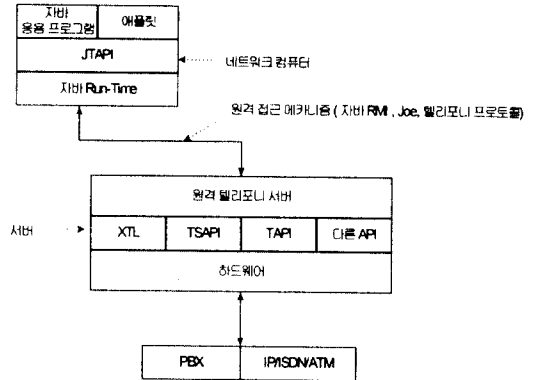 자바
응용 프로그램
애플릿
JTAPI
네트워크 컴퓨터
자바 Run-Time
원격 접근 메카니즘 ( 자바 RMI , Joe, 텔리포니 프로토콜)
원격 텔리포니 서버
서버
XTL
TSAPI
TAPI
다른 API
하드웨어
PBX
IP/ISDN/ATM